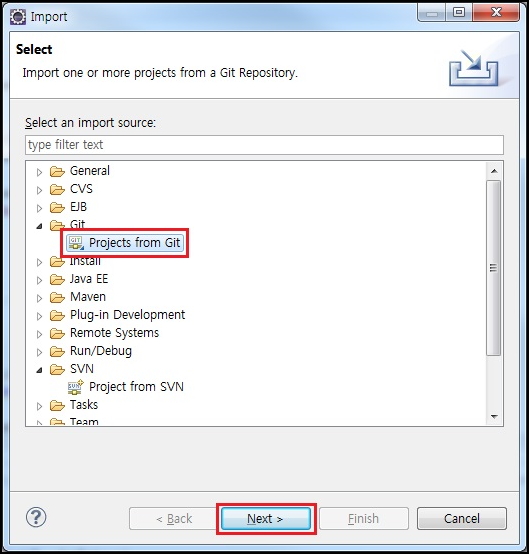 Import
Select
Import one or more projects from a Git Repository.
Select an import source:
type filter text
General
CVS
EJB
Git
GIT
Projects from Git
Install
Java EE
Maven
Plug-in Development
Remote Systems
Run/Debug
SVN
SVN
Project from SVN
Tasks
Team
?
< Back
Next >
Finish
Cancel